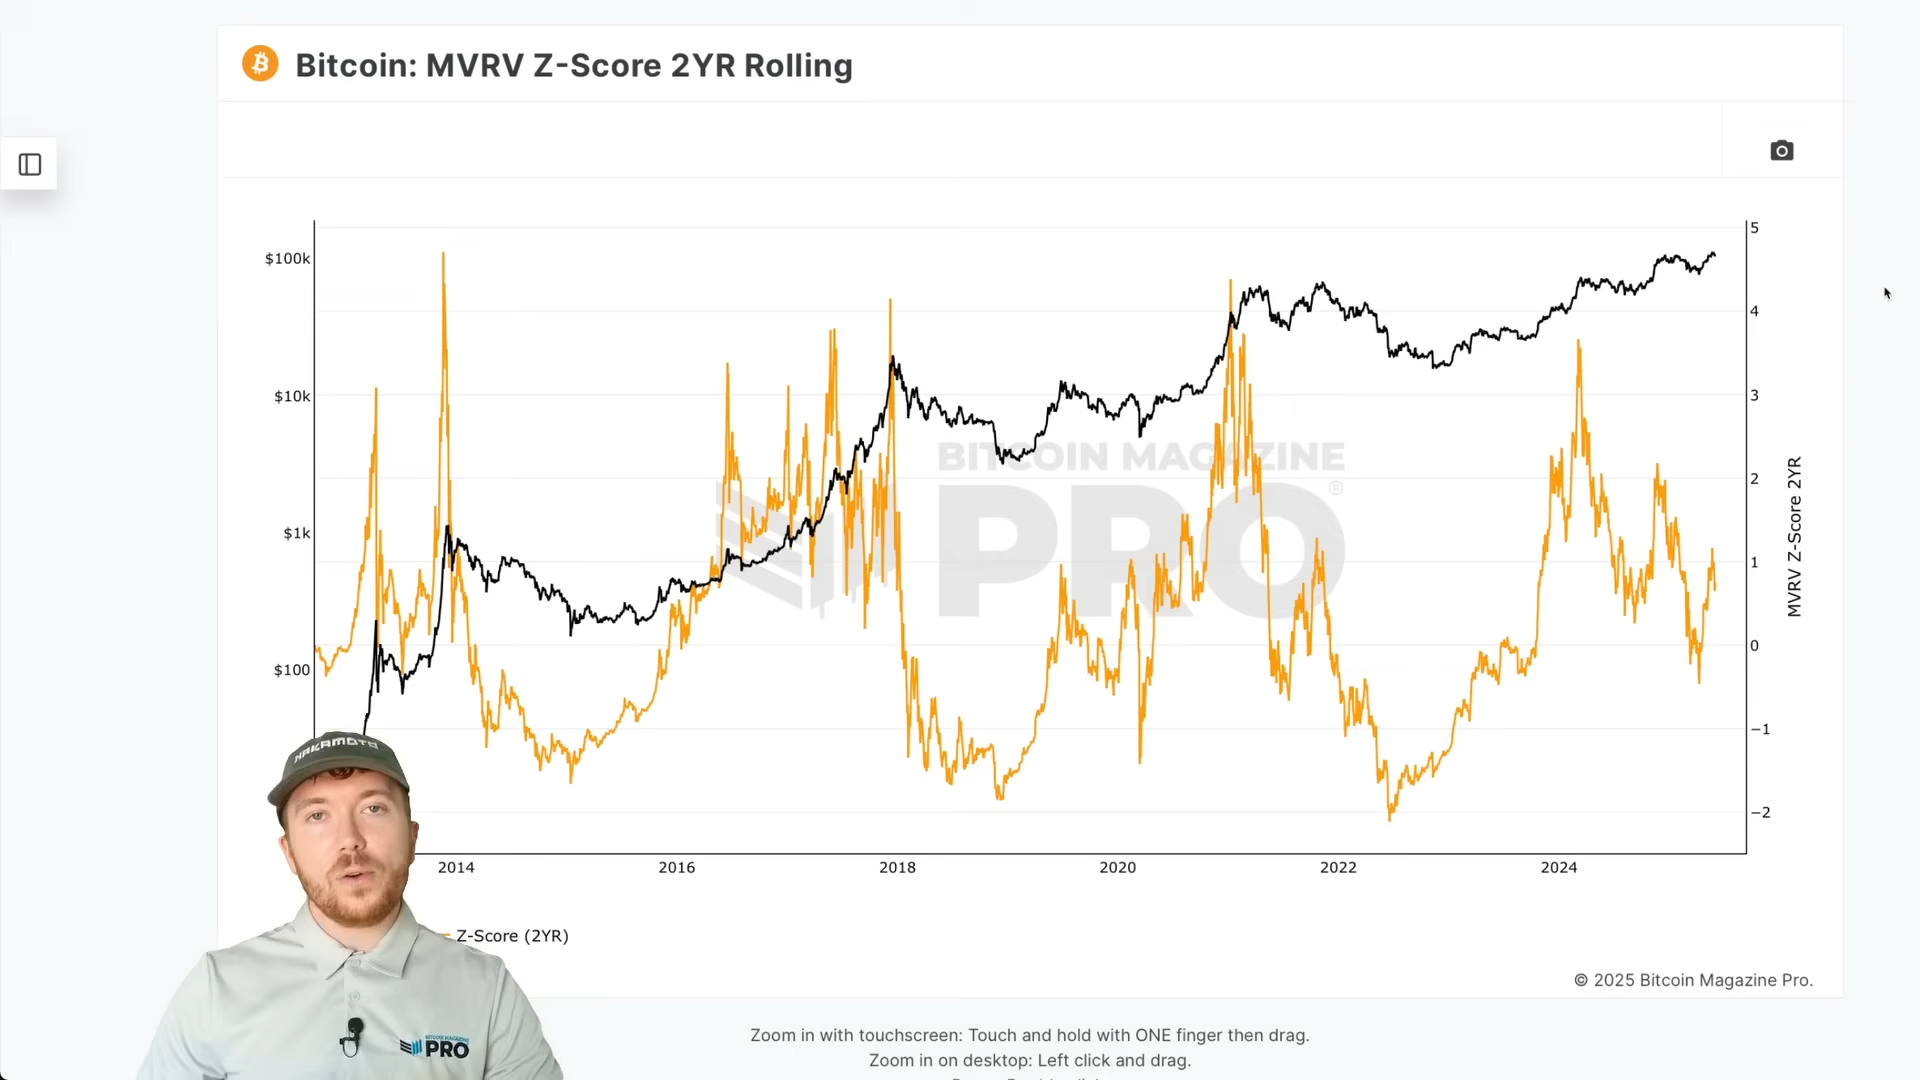 Bitcoin: MVRV Z-Score 2YR Rolling
5
$100k
4
$10k
3
BITCOIN MAGAZINE
PRO®
2
$1k
1
MVRV Z-Score 2YR
0
$100
−1
−2
NAKAMOTO
2014
2016
2018
2020
2022
2024
Z-Score (2YR)
© 2025 Bitcoin Magazine Pro.
BITCOIN MAGAZINE
PRO
Zoom in with touchscreen: Touch and hold with ONE finger then drag.
Zoom in on desktop: Left click and drag.